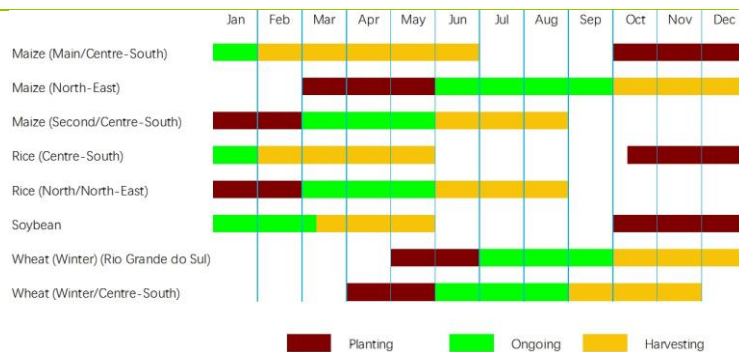 Jan Feb Mar Apr May Jun Jul Aug Sep Oct Nov Dec
Maize (Main/Centre-South)
Maize (North-East)
Maize (Second/Centre-South)
Rice (Centre-South)
Rice (North/North-East)
Soybean
Wheat (Winter) (Rio Grande do Sul)
Wheat (Winter/Centre-South)
Planting Ongoing Harvesting